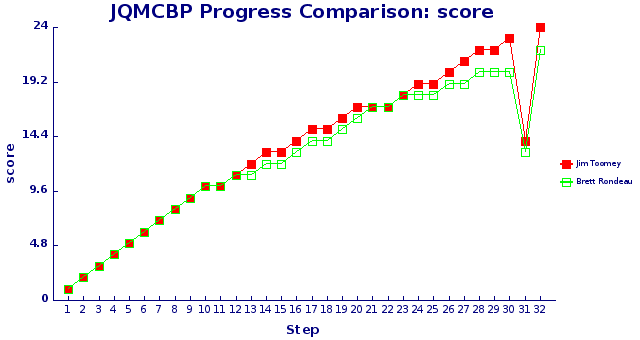 JQMCBP Progress Comparison: score
24
19.2
14.4
9.6
4.8
0
score
1 2 3 4 5 6 7 8 9 10 11 12 13 14 15 16 17 18 19 20 21 22 23 24 25 26 27 28 29 30 31 32
Step
Jim Toomey
Brett Rondeau